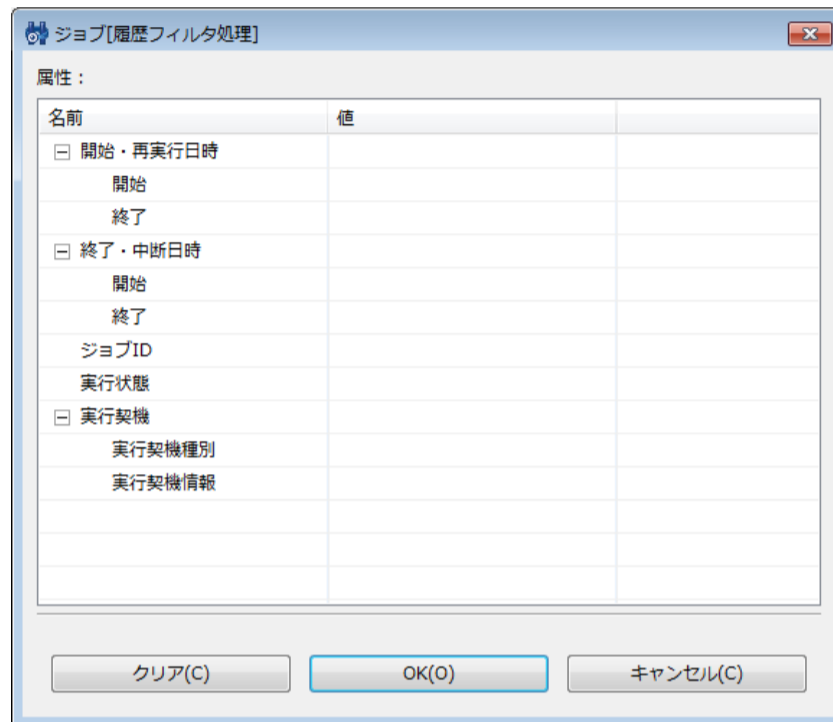 ジョブ[履歴フィルタ処理]
属性：
名前 値
開始・再実行日時
開始
終了
終了・中断日時
開始
終了
ジョブID
実行状態
実行契機
実行契機種別
実行契機情報
クリア(C) OK(O) キャンセル(C)